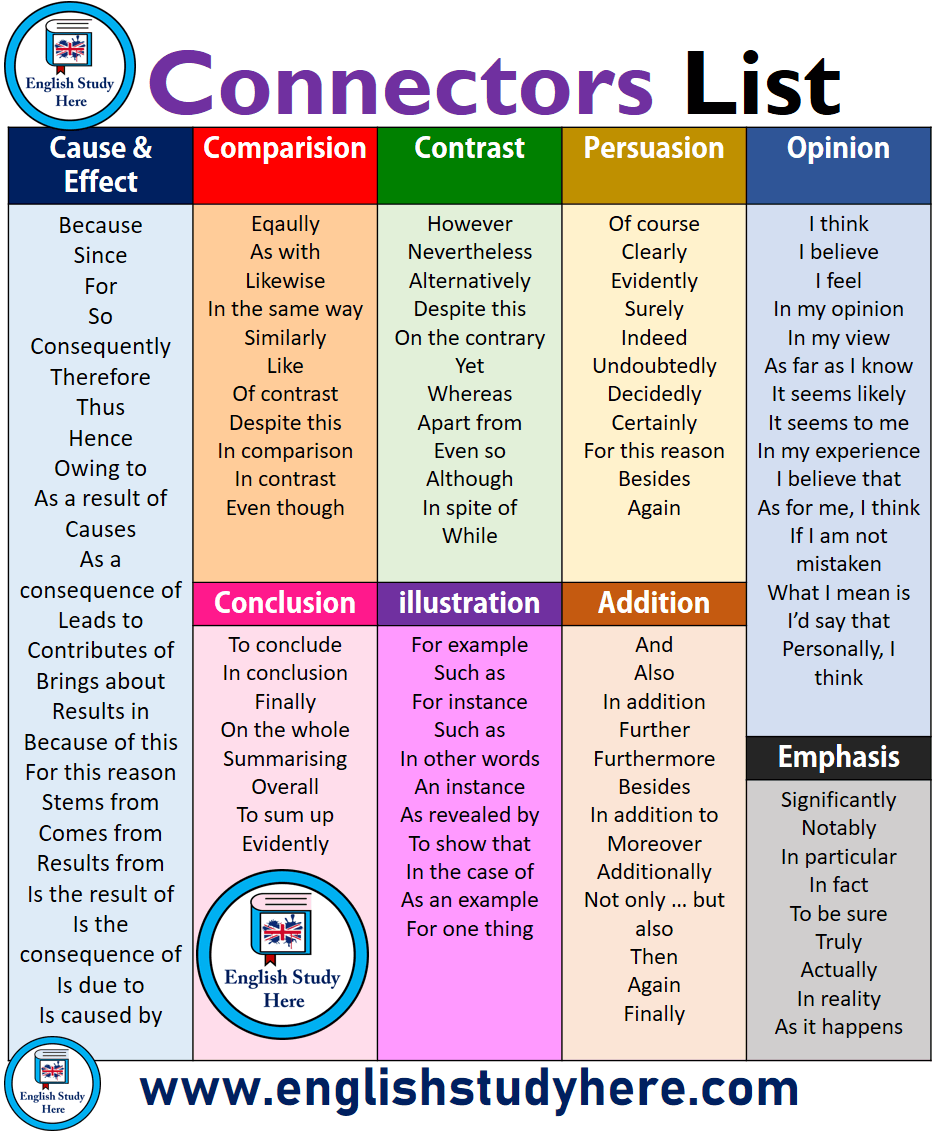 English Study
Here
Connectors List
Cause &
Effect
Because
Since
For
So
Consequently
Therefore
Thus
Hence
Owing to
As a result of
Causes
As a
consequence of
Leads to
Contributes of
Brings about
Results in
Because of this
For this reason
Stems from
Comes from
Results from
Is the result of
Is the
consequence of
Is due to
Is caused by
Comparision
Eqaully
As with
Likewise
In the same way
Similarly
Like
Of contrast
Despite this
In comparison
In contrast
Even though
Contrast
However
Nevertheless
Alternatively
Despite this
On the contrary
Yet
Whereas
Apart from
Even so
Although
In spite of
While
Persuasion
Of course
Clearly
Evidently
Surely
Indeed
Undoubtedly
Decidedly
Certainly
For this reason
Besides
Again
Opinion
I think
I believe
I feel
In my opinion
In my view
As far as I know
It seems likely
It seems to me
In my experience
I believe that
As for me, I think
If I am not
mistaken
What I mean is
I’d say that
Personally, I
think
Conclusion
To conclude
In conclusion
Finally
On the whole
Summarising
Overall
To sum up
Evidently
English Study
Here
illustration
For example
Such as
For instance
Such as
In other words
An instance
As revealed by
To show that
In the case of
As an example
For one thing
Addition
And
Also
In addition
Further
Furthermore
Besides
In addition to
Moreover
Additionally
Not only ... but
also
Then
Again
Finally
Emphasis
Significantly
Notably
In particular
In fact
To be sure
Truly
Actually
In reality
As it happens
English Study
Here
www.englishstudyhere.com